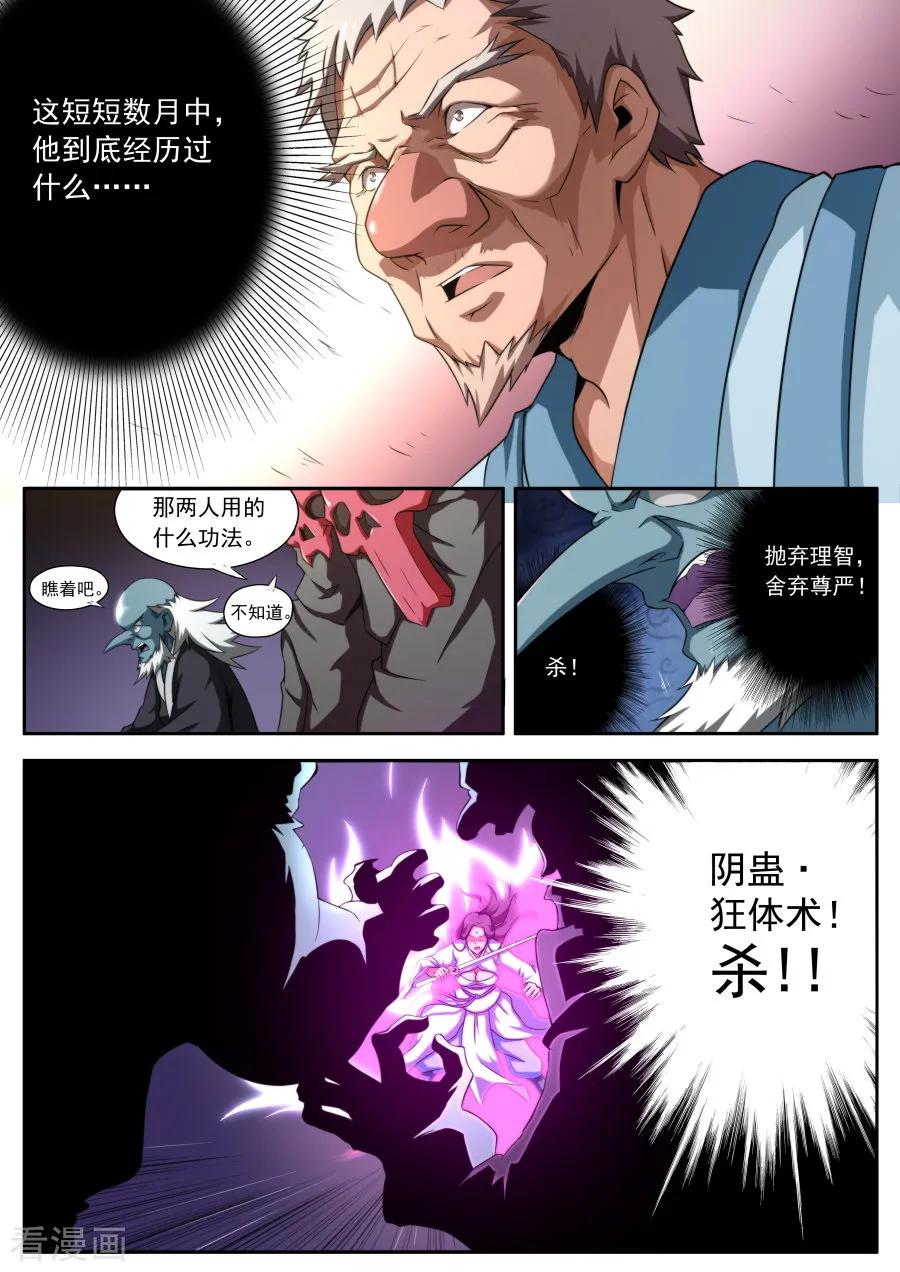 这短短数月中，
他到底经历过
什么……
那两人用的
什么功法。
瞧着吧。
不知道。
抛弃理智，
舍弃尊严！
杀！
阴蛊·
狂体术！
杀！！
看漫画